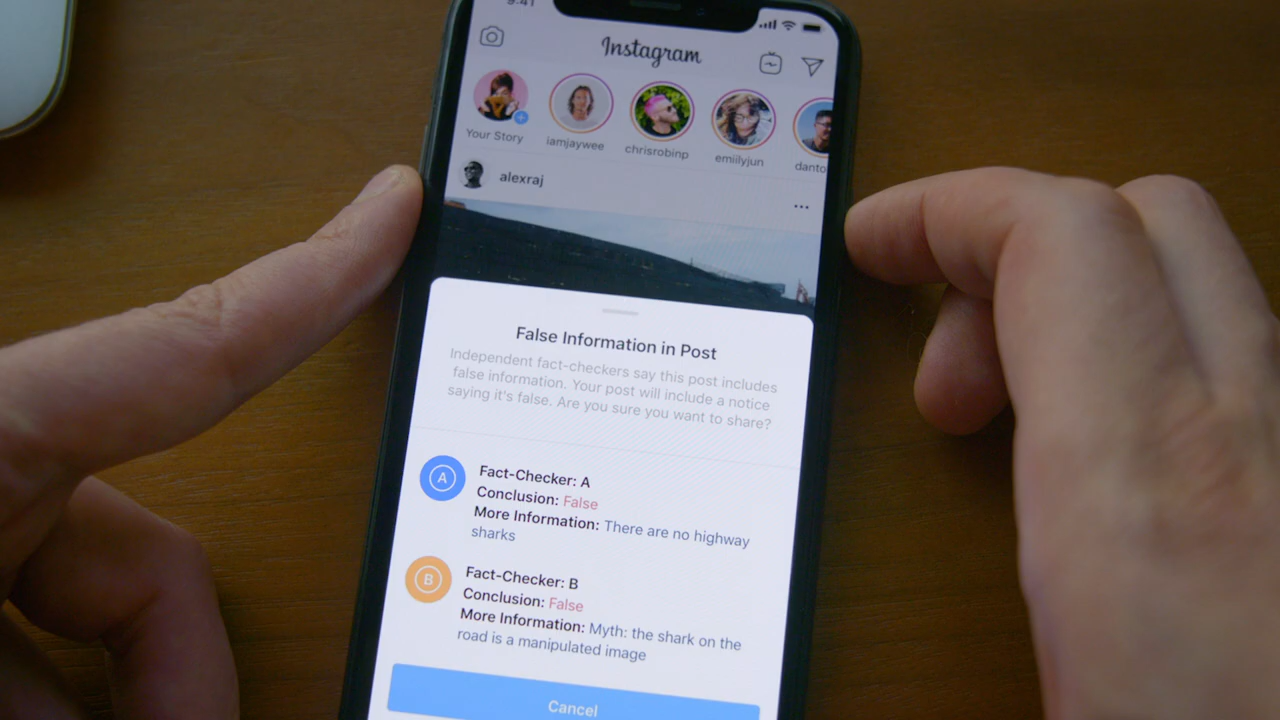 9:41
Instagram
Your Story
iamjaywee
chrisrobinp
emiilyjun
danto
alexraj
False Information in Post
Independent fact-checkers say this post includes
false information. Your post will include a notice
saying it's false. Are you sure you want to share?
A
Fact-Checker: A
Conclusion: False
More Information: There are no highway
sharks
B
Fact-Checker: B
Conclusion: False
More Information: Myth: the shark on the
road is a manipulated image
Cancel